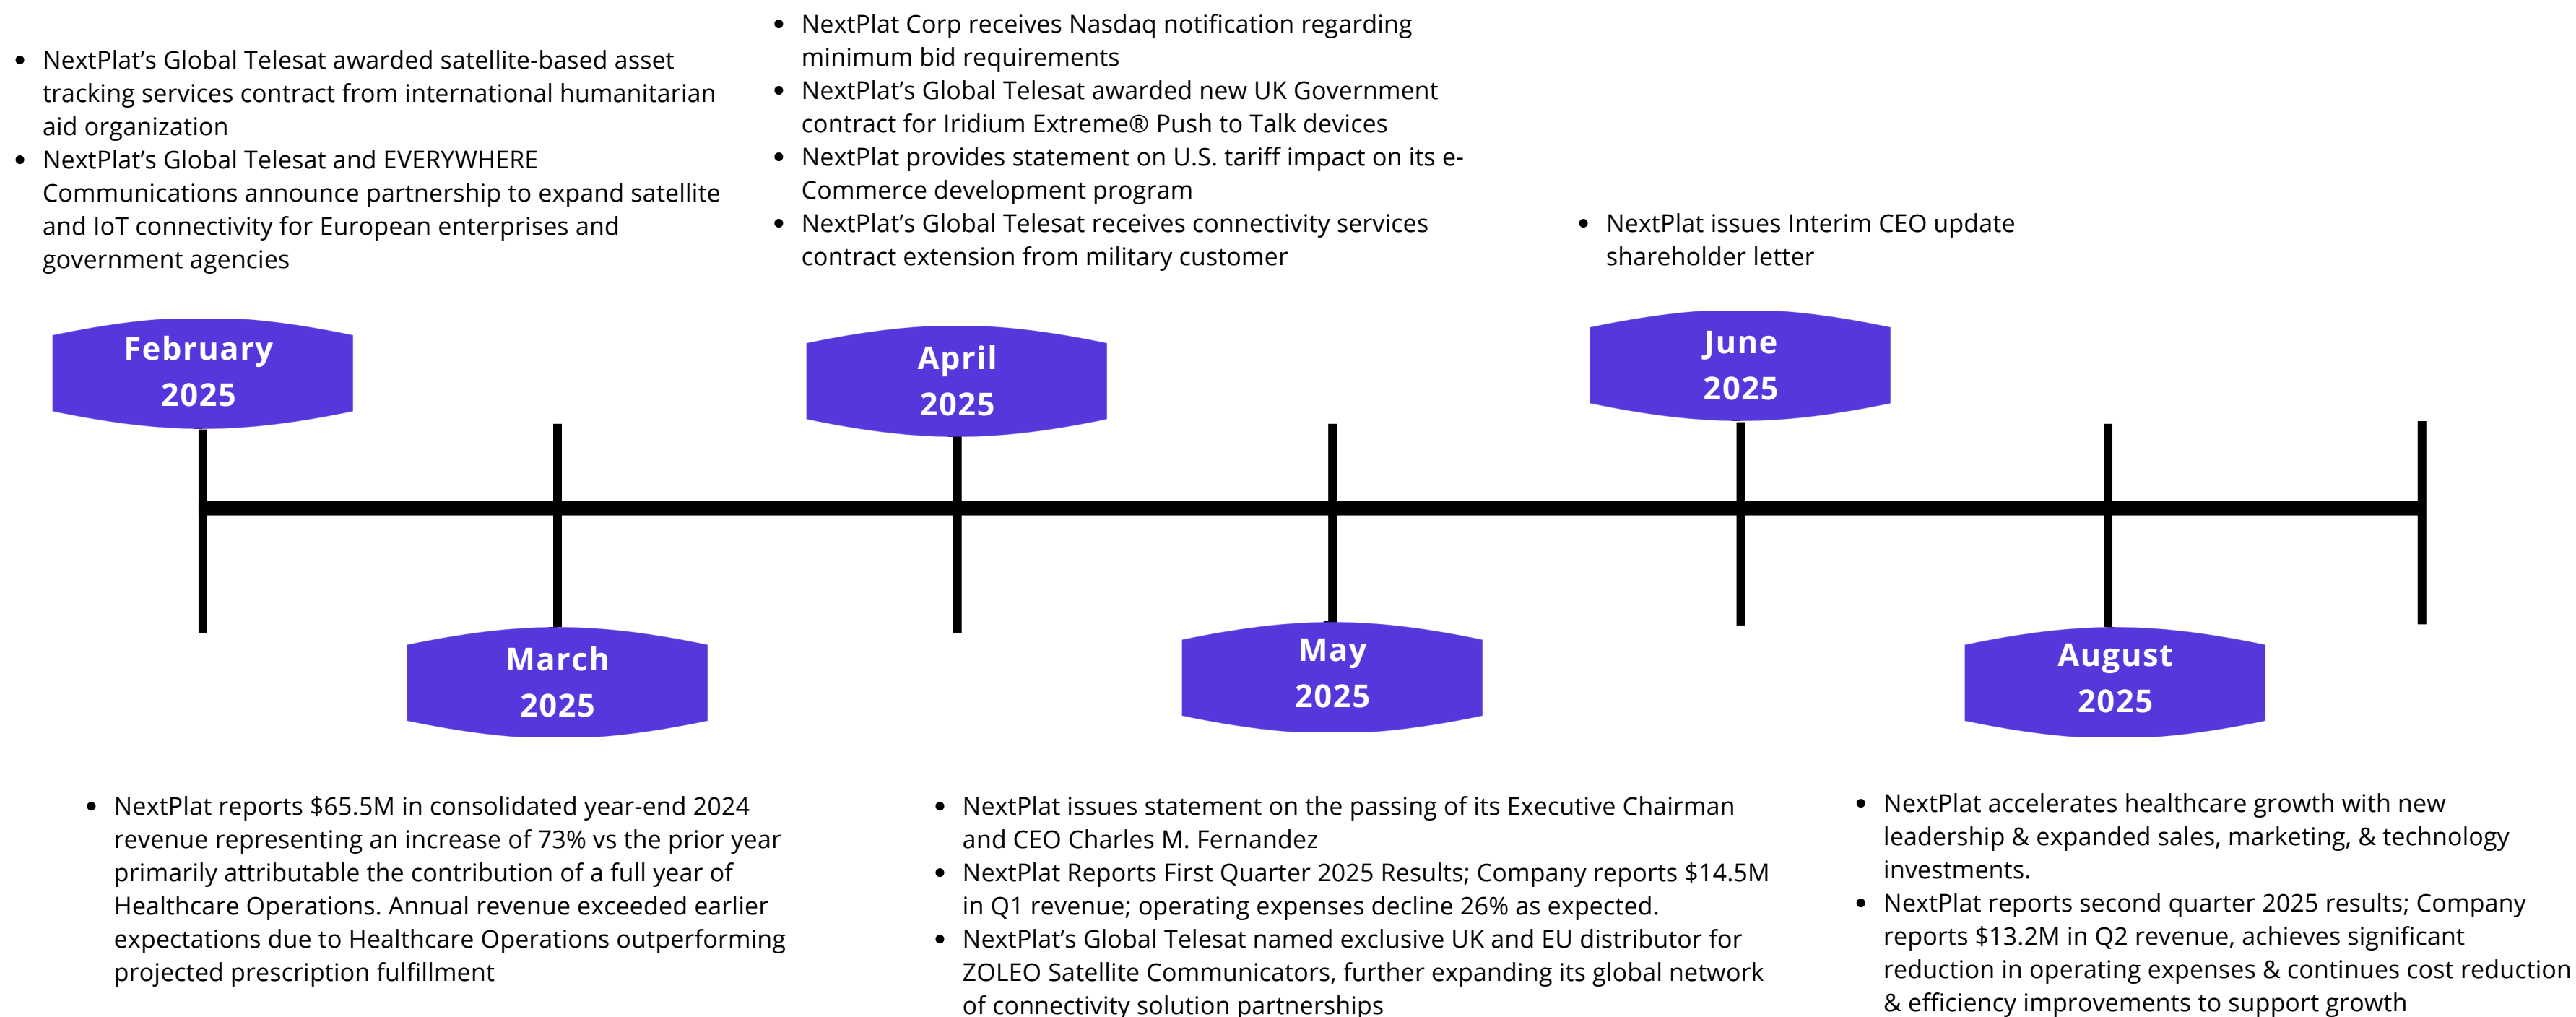 • NextPlat’s Global Telesat awarded satellite-based asset
tracking services contract from international humanitarian
aid organization
• NextPlat’s Global Telesat and EVERYWHERE
Communications announce partnership to expand satellite
and IoT connectivity for European enterprises and
government agencies
February
2025
• NextPlat reports $65.5M in consolidated year-end 2024
revenue representing an increase of 73% vs the prior year
primarily attributable the contribution of a full year of
Healthcare Operations. Annual revenue exceeded earlier
expectations due to Healthcare Operations outperforming
projected prescription fulfillment
March
2025
• NextPlat Corp receives Nasdaq notification regarding
minimum bid requirements
• NextPlat’s Global Telesat awarded new UK Government
contract for Iridium Extreme® Push to Talk devices
• NextPlat provides statement on U.S. tariff impact on its e-
Commerce development program
• NextPlat’s Global Telesat receives connectivity services
contract extension from military customer
April
2025
May
2025
• NextPlat issues statement on the passing of its Executive Chairman
and CEO Charles M. Fernandez
• NextPlat Reports First Quarter 2025 Results; Company reports $14.5M
in Q1 revenue; operating expenses decline 26% as expected.
• NextPlat’s Global Telesat named exclusive UK and EU distributor for
ZOLEO Satellite Communicators, further expanding its global network
of connectivity solution partnerships
• NextPlat issues Interim CEO update
shareholder letter
June
2025
August
2025
• NextPlat accelerates healthcare growth with new
leadership & expanded sales, marketing, & technology
investments.
• NextPlat reports second quarter 2025 results; Company
reports $13.2M in Q2 revenue, achieves significant
reduction in operating expenses & continues cost reduction
& efficiency improvements to support growth